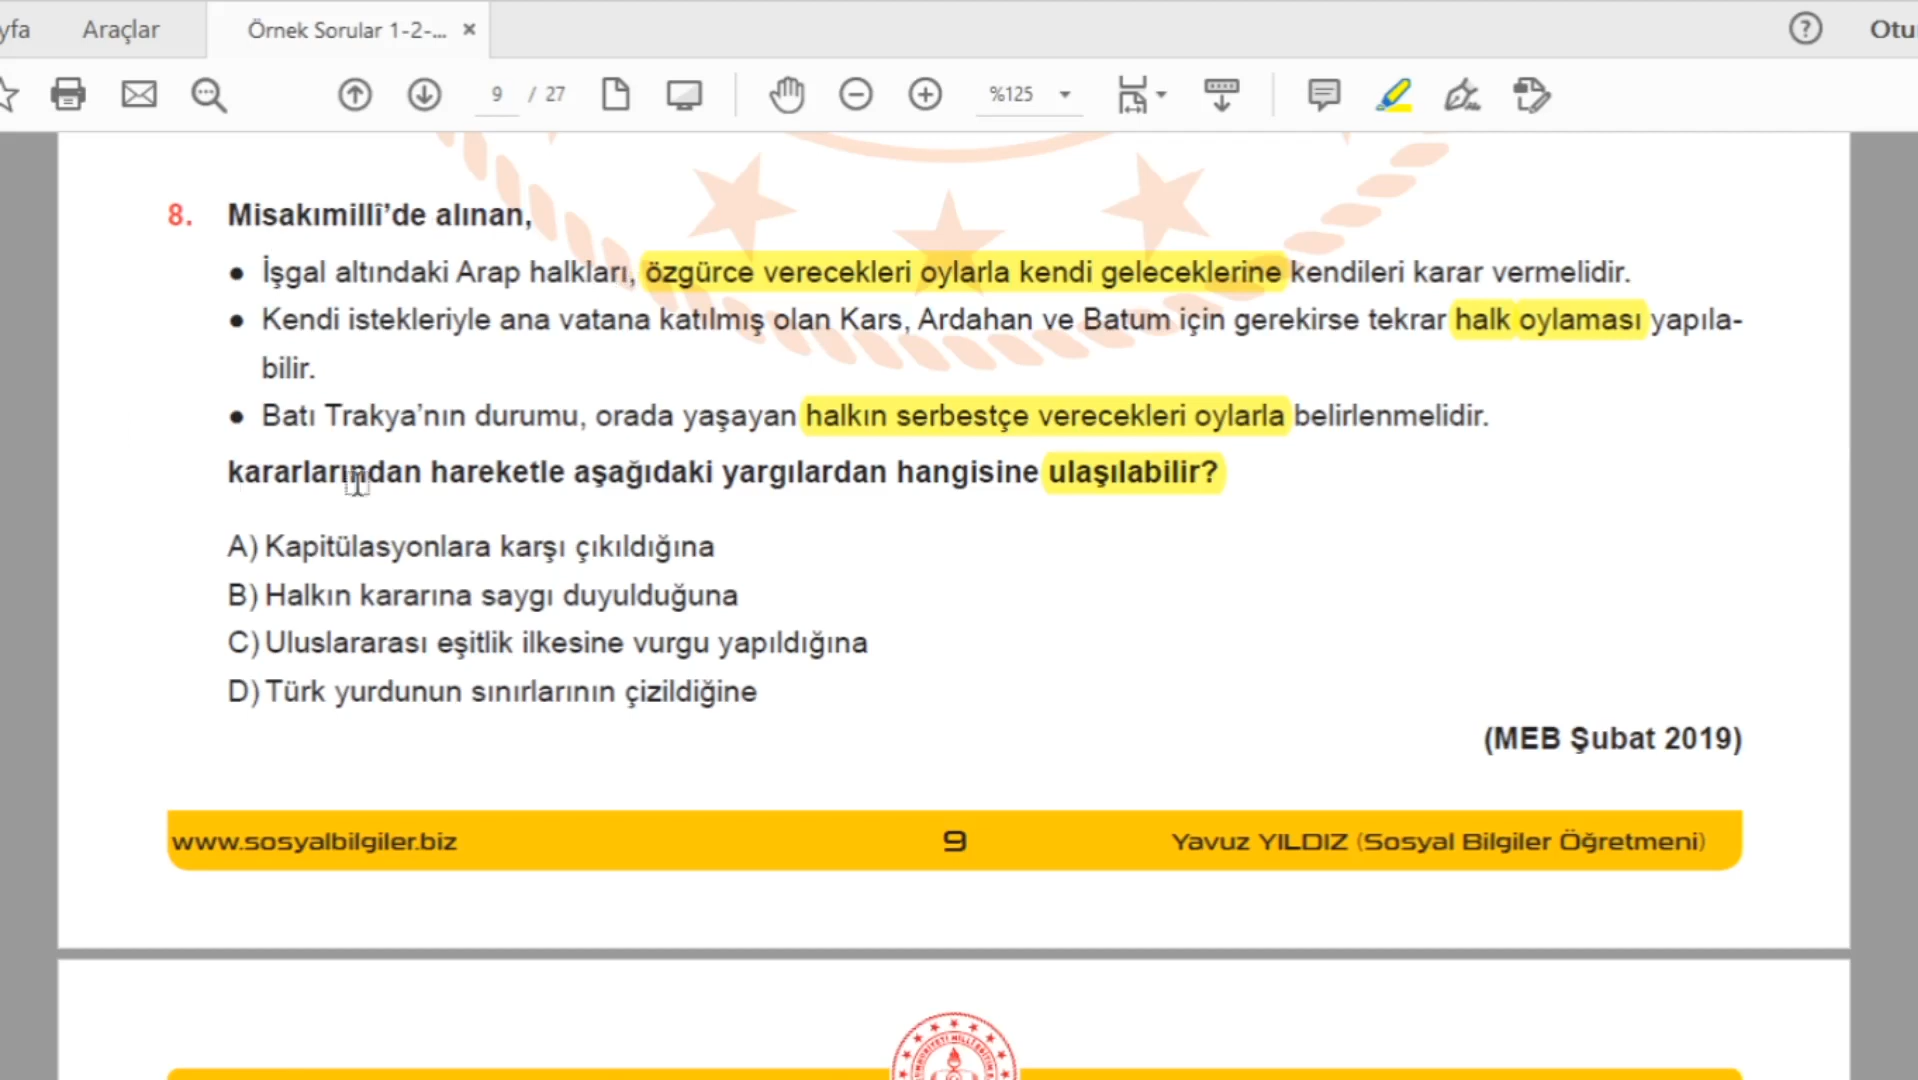 yfa
Araçlar
Örnek Sorular 1-2-...
Otu
9 / 27
%125
8. Misakımillî’de alınan,
● İşgal altındaki Arap halkları, özgürce verecekleri oylarla kendi geleceklerine kendileri karar vermelidir.
● Kendi istekleriyle ana vatana katılmış olan Kars, Ardahan ve Batum için gerekirse tekrar halk oylaması yapıla-
bilir.
● Batı Trakya’nın durumu, orada yaşayan halkın serbestçe verecekleri oylarla belirlenmelidir.
kararlarından hareketle aşağıdaki yargılardan hangisine ulaşılabilir?
A) Kapitülasyonlara karşı çıkıldığına
B) Halkın kararına saygı duyulduğuna
C) Uluslararası eşitlik ilkesine vurgu yapıldığına
D) Türk yurdunun sınırlarının çizildiğine
(MEB Şubat 2019)
www.sosyalbilgiler.biz
9
Yavuz YILDIZ (Sosyal Bilgiler Öğretmeni)